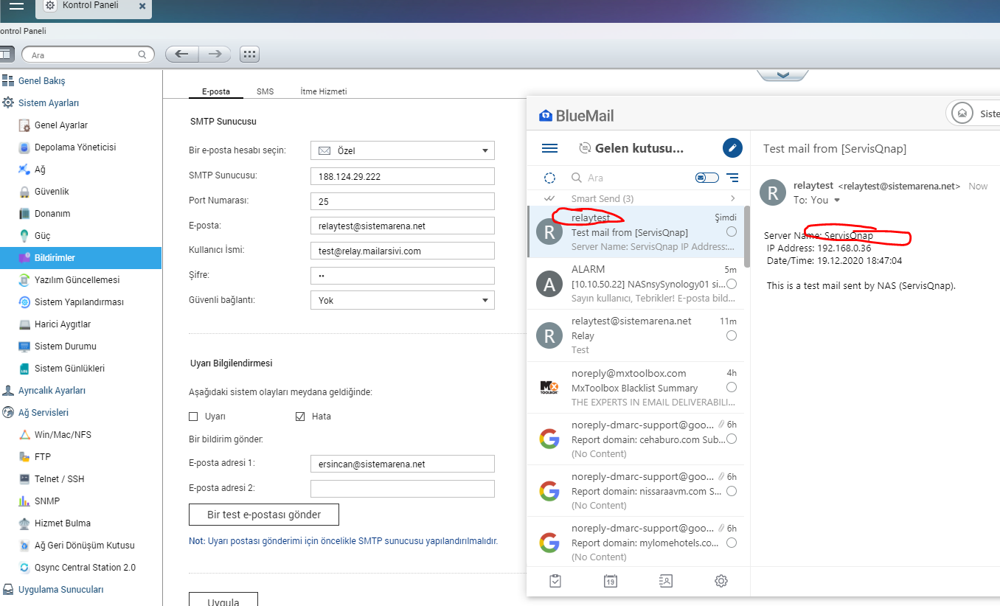 Kontrol Paneli
ontrol Paneli
Ara
Genel Bakış
Sistem Ayarları
Genel Ayarlar
Depolama Yöneticisi
Ağ
Güvenlik
Donanım
Güç
Bildirimler
Yazılım Güncellemesi
Sistem Yapılandırması
Harici Aygıtlar
Sistem Durumu
Sistem Günlükleri
Ayrıcalık Ayarları
Ağ Servisleri
Win/Mac/NFS
FTP
Telnet / SSH
SNMP
Hizmet Bulma
Ağ Geri Dönüşüm Kutusu
Qsync Central Station 2.0
Uygulama Sunucuları
E-posta SMS İtme Hizmeti
SMTP Sunucusu
Bir e-posta hesabı seçin: Özel
SMTP Sunucusu: 188.124.29.222
Port Numarası: 25
E-posta: relaytest@sistemarena.net
Kullanıcı İsmi: test@relay.mailarsivi.com
Şifre: ••
Güvenli bağlantı: Yok
Uyarı Bilgilendirmesi
Aşağıdaki sistem olayları meydana geldiğinde:
Uyarı Hata
Bir bildirim gönder:
E-posta adresi 1: ersincan@sistemarena.net
E-posta adresi 2:
Bir test e-postası gönder
Not: Uyarı postası gönderimi için öncelikle SMTP sunucusu yapılandırılmalıdır.
Uygula
BlueMail
Siste
Gelen kutusu...
Ara
Smart Send (3)
R
relaytest Şimdi
Test mail from [ServisQnap]
Server Name: ServisQnap IP Address:...
A
ALARM 5m
[10.10.50.22] NASnsySynology01 si...
Sayın kullanıcı, Tebrikler! E-posta bild...
R
relaytest@sistemarena.net 11m
Relay
Test
Mx
TOOLBOX
noreply@mxtoolbox.com 4h
MxToolbox Blacklist Summary
THE EXPERTS IN EMAIL DELIVERABILI...
G
noreply-dmarc-support@goo... 6h
Report domain: cehaburo.com Sub...
(No Content)
G
noreply-dmarc-support@goo... 6h
Report domain: nissaraavm.com S...
(No Content)
G
noreply-dmarc-support@goo... 6h
Report domain: mylomehotels.co...
(No Content)
19
Test mail from [ServisQnap]
R
relaytest <relaytest@sistemarena.net> Now
To: You
Server Name: ServisQnap
IP Address: 192.168.0.36
Date/Time: 19.12.2020 18:47:04
This is a test mail sent by NAS (ServisQnap).